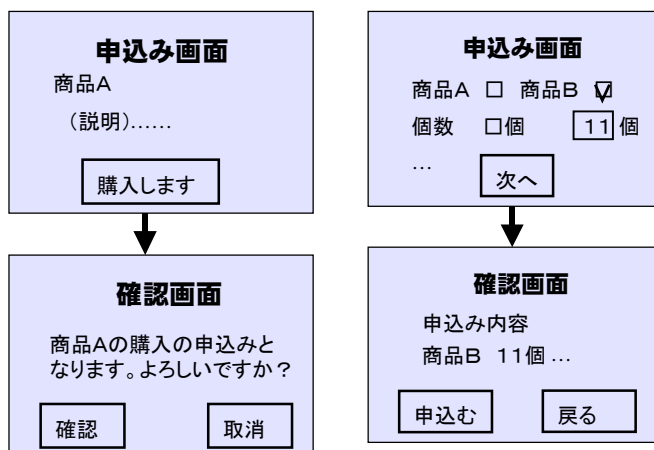 申込み画面
商品A
(説明)……
購入します
確認画面
商品Aの購入の申込みと
なります。よろしいですか？
確認 取消
申込み画面
商品A □ 商品B ☑
個数 □個 11個
…
次へ
確認画面
申込み内容
商品B 11個…
申込む 戻る